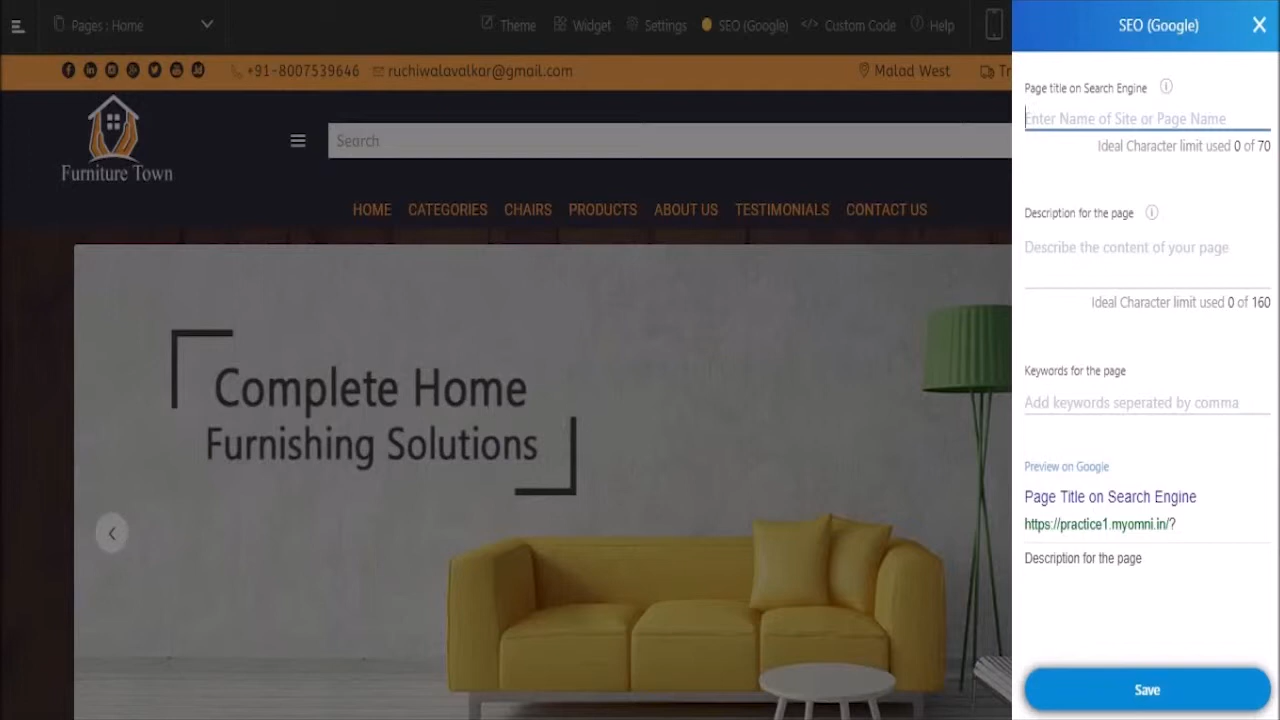 Pages : Home
Theme
Widget
Settings
SEO (Google)
Custom Code
Help
SEO (Google)
+91-8007539646
ruchiwalavalkar@gmail.com
Malad West
Tr
Furniture Town
Search
HOME CATEGORIES CHAIRS PRODUCTS ABOUT US TESTIMONIALS CONTACT US
Complete Home
Furnishing Solutions
Page title on Search Engine
Enter Name of Site or Page Name
Ideal Character limit used 0 of 70
Description for the page
Describe the content of your page
Ideal Character limit used 0 of 160
Keywords for the page
Add keywords seperated by comma
Preview on Google
Page Title on Search Engine
https://practice1.myomni.in/?
Description for the page
Save